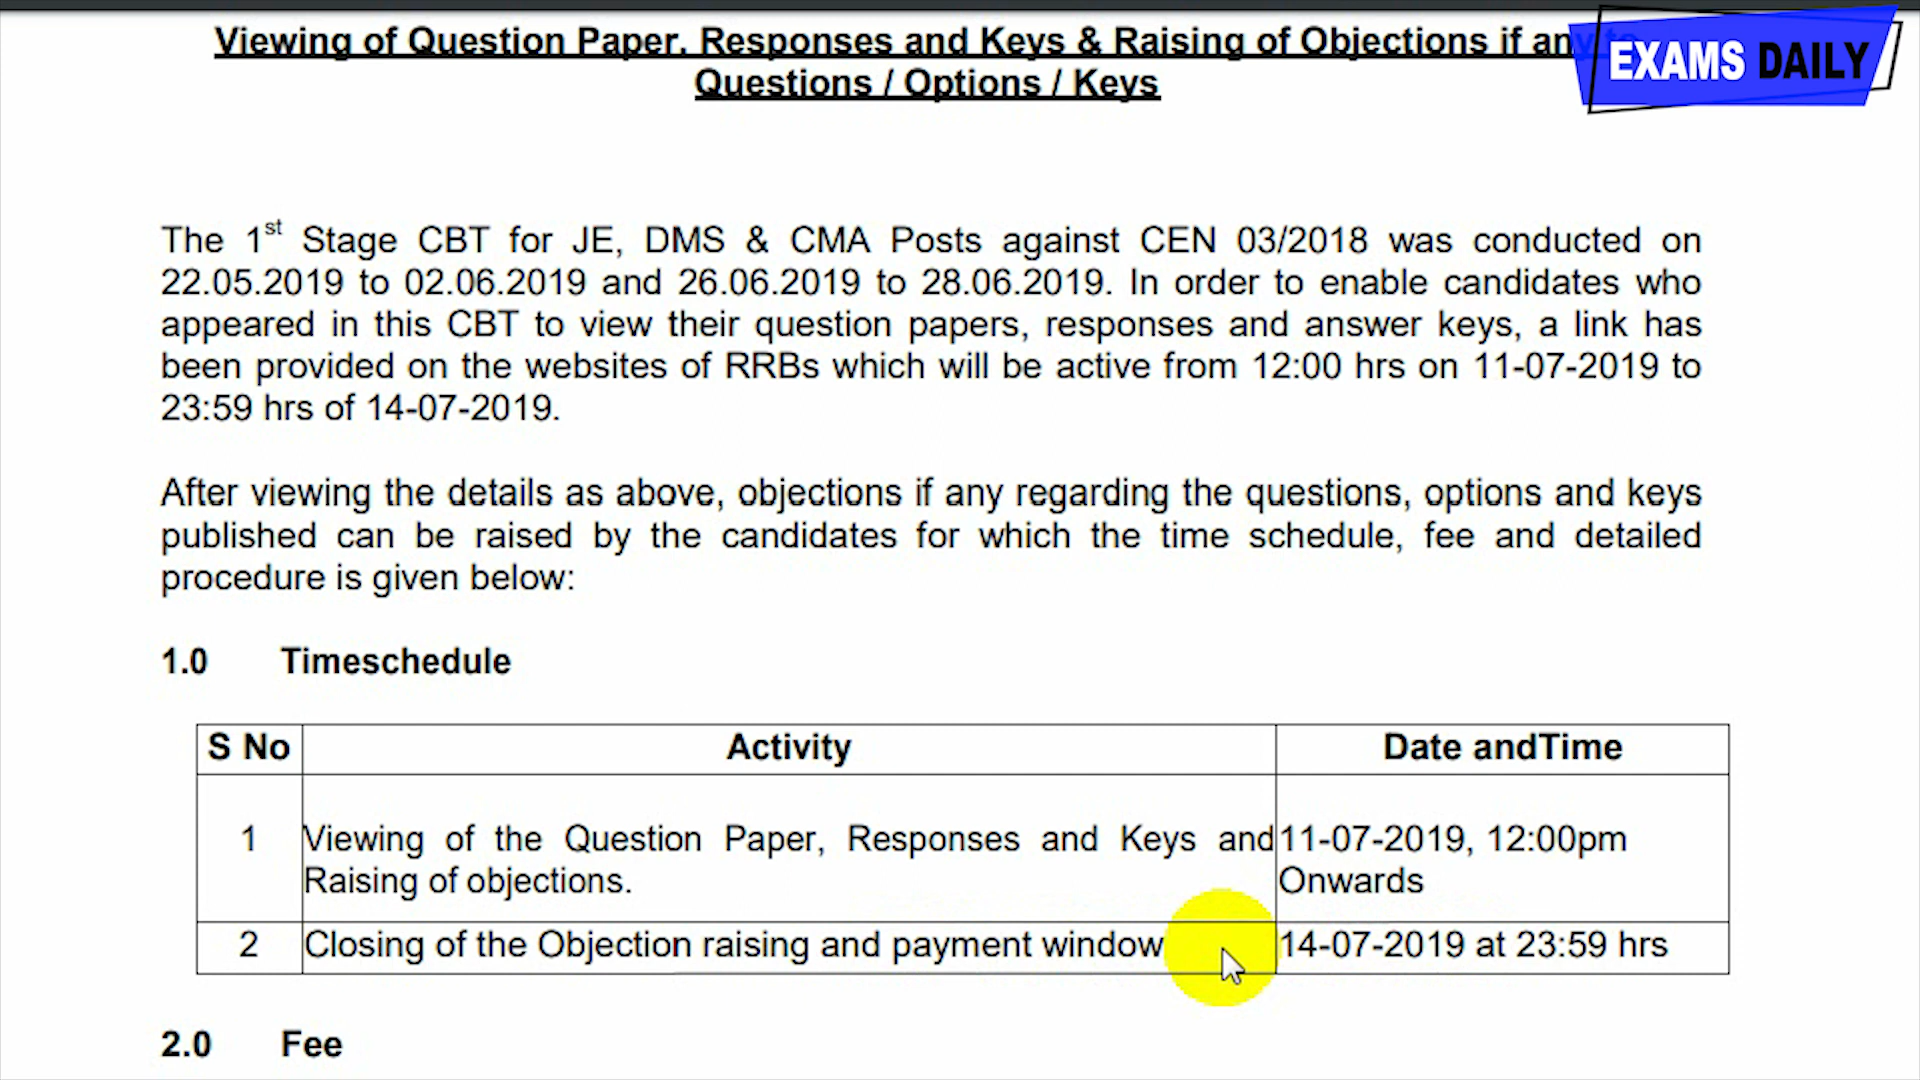 Viewing of Question Paper, Responses and Keys & Raising of Objections if any to
Questions / Options / Keys
EXAMS DAILY
The 1st Stage CBT for JE, DMS & CMA Posts against CEN 03/2018 was conducted on
22.05.2019 to 02.06.2019 and 26.06.2019 to 28.06.2019. In order to enable candidates who
appeared in this CBT to view their question papers, responses and answer keys, a link has
been provided on the websites of RRBs which will be active from 12:00 hrs on 11-07-2019 to
23:59 hrs of 14-07-2019.
After viewing the details as above, objections if any regarding the questions, options and keys
published can be raised by the candidates for which the time schedule, fee and detailed
procedure is given below:
1.0 Timeschedule
S No Activity Date andTime
1 Viewing of the Question Paper, Responses and Keys and 11-07-2019, 12:00pm
Raising of objections. Onwards
2 Closing of the Objection raising and payment window 14-07-2019 at 23:59 hrs
2.0 Fee